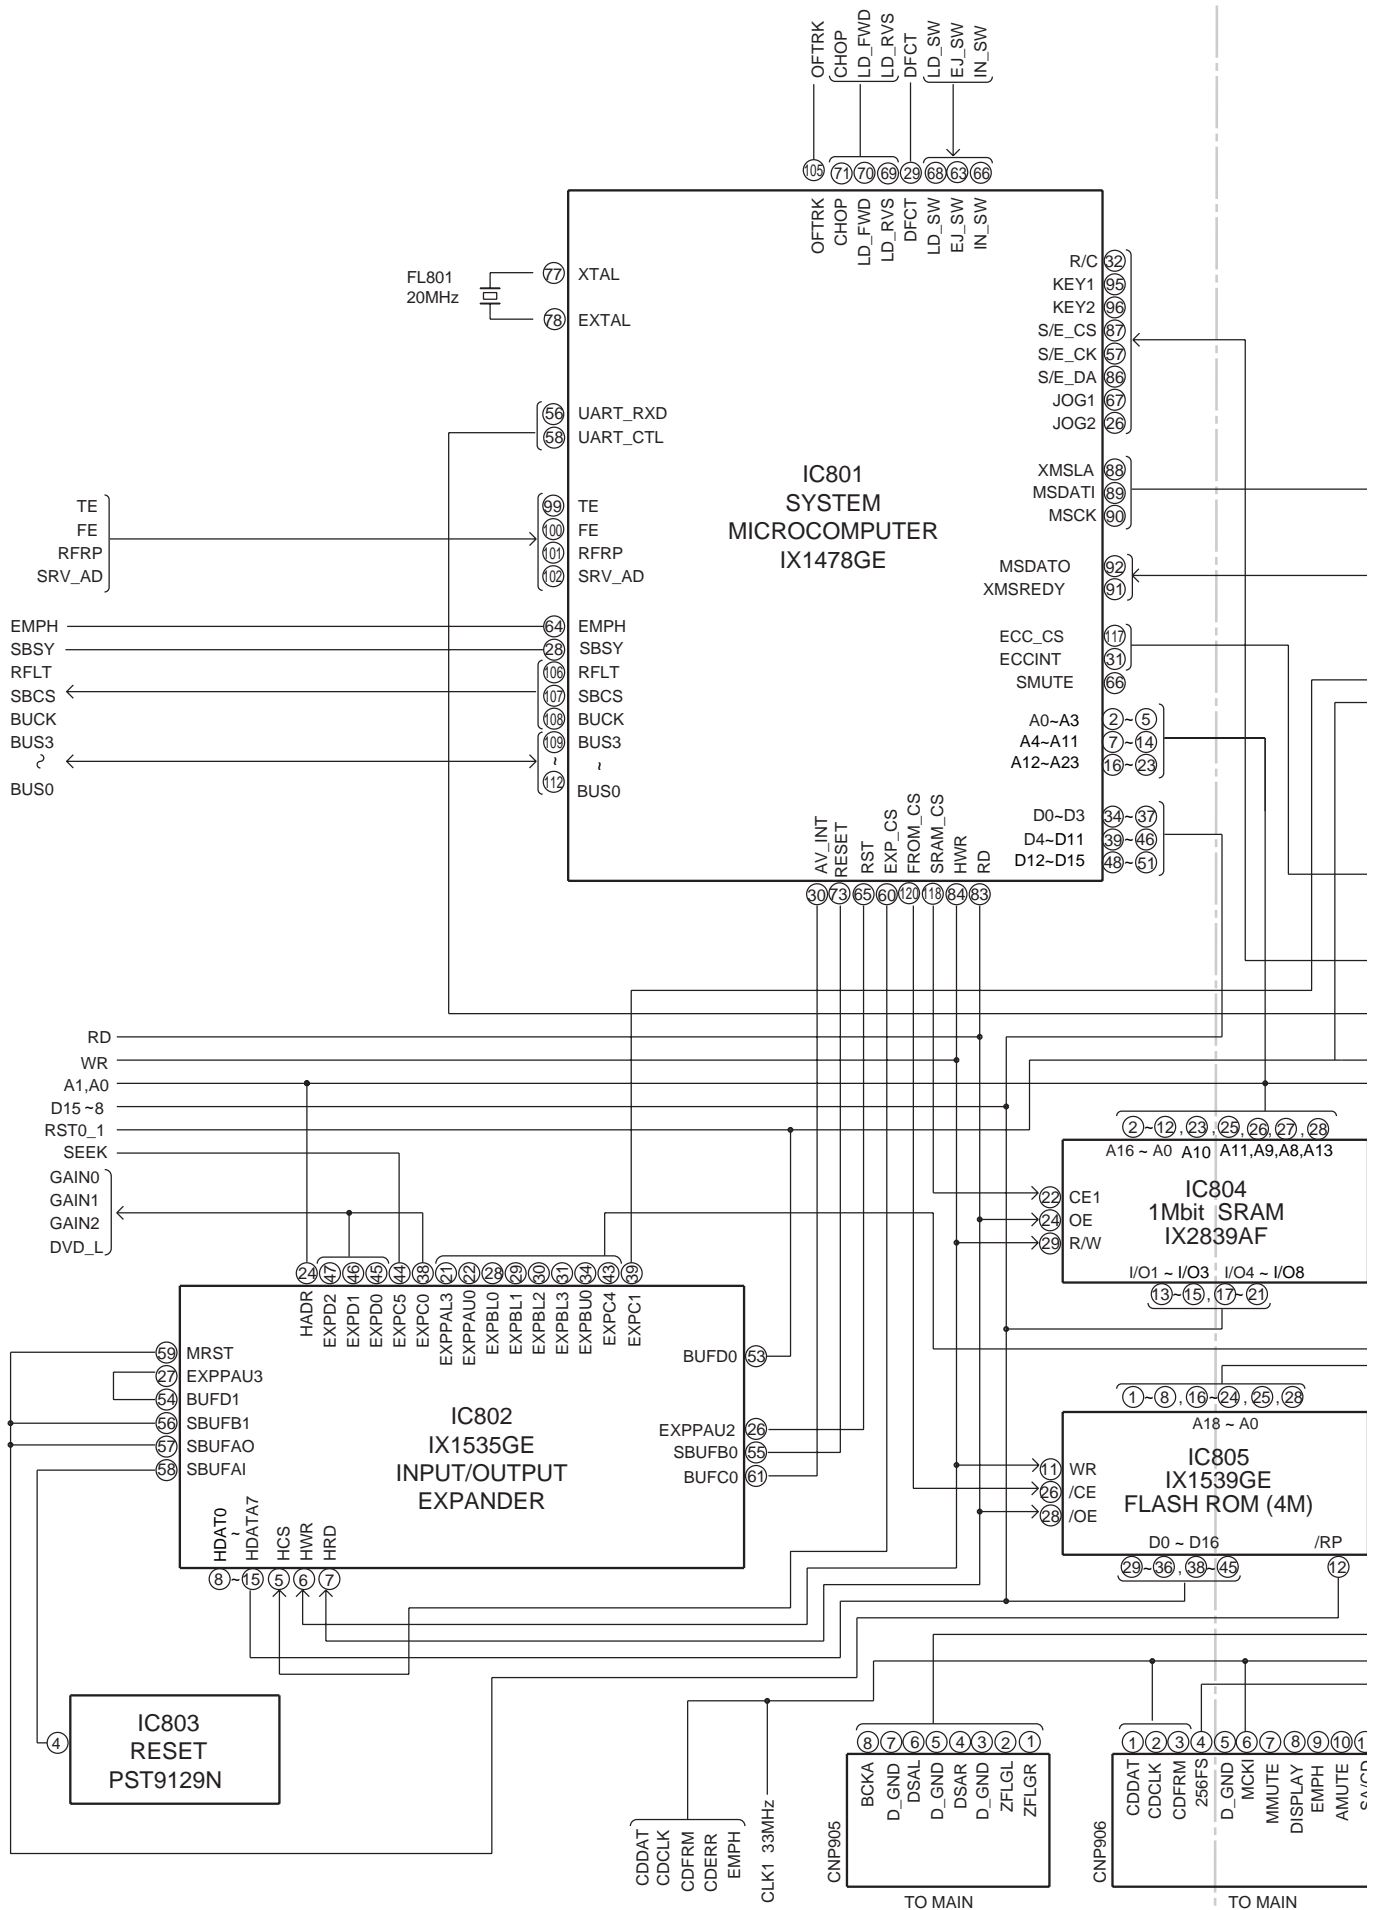 OFTRK
CHOP
LD_FWD
LD_RVS
DFCT
LD_SW
EJ_SW
IN_SW
105 71 70 69 29 68 63 66
OFTRK
CHOP
LD_FWD
LD_RVS
DFCT
LD_SW
EJ_SW
IN_SW
FL801
20MHz
77 XTAL
78 EXTAL
56 UART_RXD
58 UART_CTL
TE
FE
RFRP
SRV_AD
99 TE
100 FE
101 RFRP
102 SRV_AD
EMPH
SBSY
RFLT
SBCS
BUCK
BUS3
~
BUS0
64 EMPH
28 SBSY
106 RFLT
107 SBCS
108 BUCK
109 BUS3
~ ~
112 BUS0
IC801
SYSTEM
MICROCOMPUTER
IX1478GE
R/C 32
KEY1 95
KEY2 96
S/E_CS 87
S/E_CK 57
S/E_DA 86
JOG1 67
JOG2 26
XMSLA 88
MSDATI 89
MSCK 90
MSDATO 92
XMSREDY 91
ECC_CS 117
ECCINT 31
SMUTE 66
A0~A3 2~5
A4~A11 7~14
A12~A23 16~23
D0~D3 34~37
D4~D11 39~46
D12~D15 48~51
AV_INT
RESET
RST
EXP_CS
FROM_CS
SRAM_CS
HWR
RD
30 73 65 60 120 118 84 83
RD
WR
A1,A0
D15~8
RST0_1
SEEK
GAIN0
GAIN1
GAIN2
DVD_L
24 47 46 45 44 38 21 22 28 29 30 31 34 43 39
HADR
EXPD2
EXPD1
EXPD0
EXPC5
EXPC0
EXPPAL3
EXPPAU0
EXPBL0
EXPBL1
EXPBL2
EXPBL3
EXPBU0
EXPC4
EXPC1
59 MRST
27 EXPPAU3
54 BUFD1
56 SBUFB1
57 SBUFAO
58 SBUFAI
IC802
IX1535GE
INPUT/OUTPUT
EXPANDER
BUFD0 53
EXPPAU2 26
SBUFB0 55
BUFC0 61
HDAT0
~
HDATA7
HCS
HWR
HRD
8~15 5 6 7
2~12,23,25,26,27,28
A16 ~ A0 A10 A11,A9,A8,A13
IC804
1Mbit SRAM
IX2839AF
22 CE1
24 OE
29 R/W
I/O1 ~ I/O3 I/O4 ~ I/O8
13~15,17~21
1~8,16~24,25,28
A18 ~ A0
IC805
IX1539GE
FLASH ROM (4M)
11 WR
26 /CE
28 /OE
D0 ~ D16 /RP
29~36,38~45 12
4
IC803
RESET
PST9129N
CDDAT
CDCLK
CDFRM
CDERR
EMPH
CLK1 33MHz
CNP905
8 7 6 5 4 3 2 1
BCKA
D_GND
DSAL
D_GND
DSAR
D_GND
ZFLGL
ZFLGR
TO MAIN
CNP906
1 2 3 4 5 6 7 8 9 10
CDDAT
CDCLK
CDFRM
256FS
D_GND
MCKI
MMUTE
DISPLAY
EMPH
AMUTE
TO MAIN